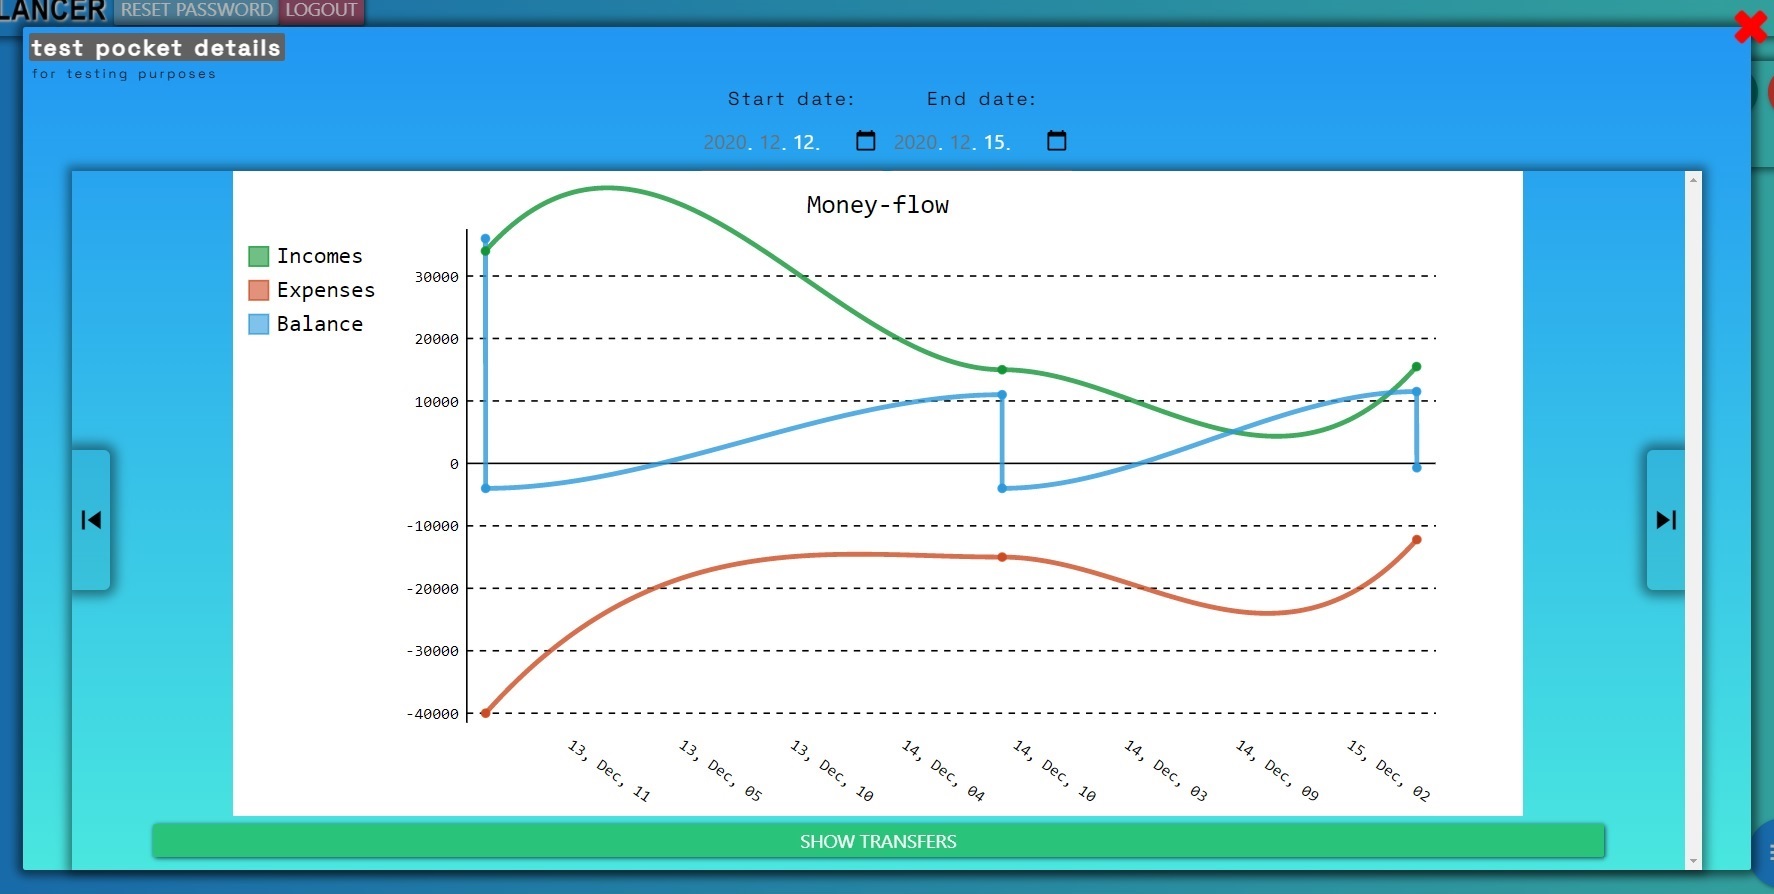 LANCER RESET PASSWORD LOGOUT
test pocket details
for testing purposes
Start date: End date:
2020. 12. 12. 2020. 12. 15.
Money-flow
Incomes
Expenses
Balance
30000
20000
10000
0
-10000
-20000
-30000
-40000
13, Dec, 11
13, Dec, 05
13, Dec, 10
14, Dec, 04
14, Dec, 10
14, Dec, 03
14, Dec, 09
15, Dec, 02
SHOW TRANSFERS